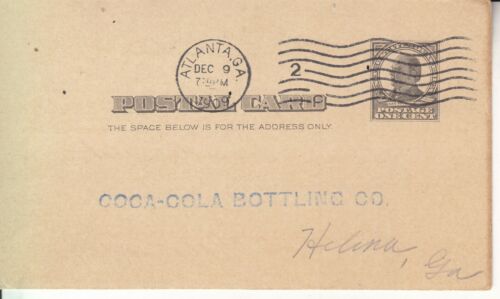 ATLANTA, GA.
DEC 9
1909
2
POSTAL CARD
POSTAGE
ONE CENT
THE SPACE BELOW IS FOR THE ADDRESS ONLY.
COCA-COLA BOTTLING CO.
Helena, Ga